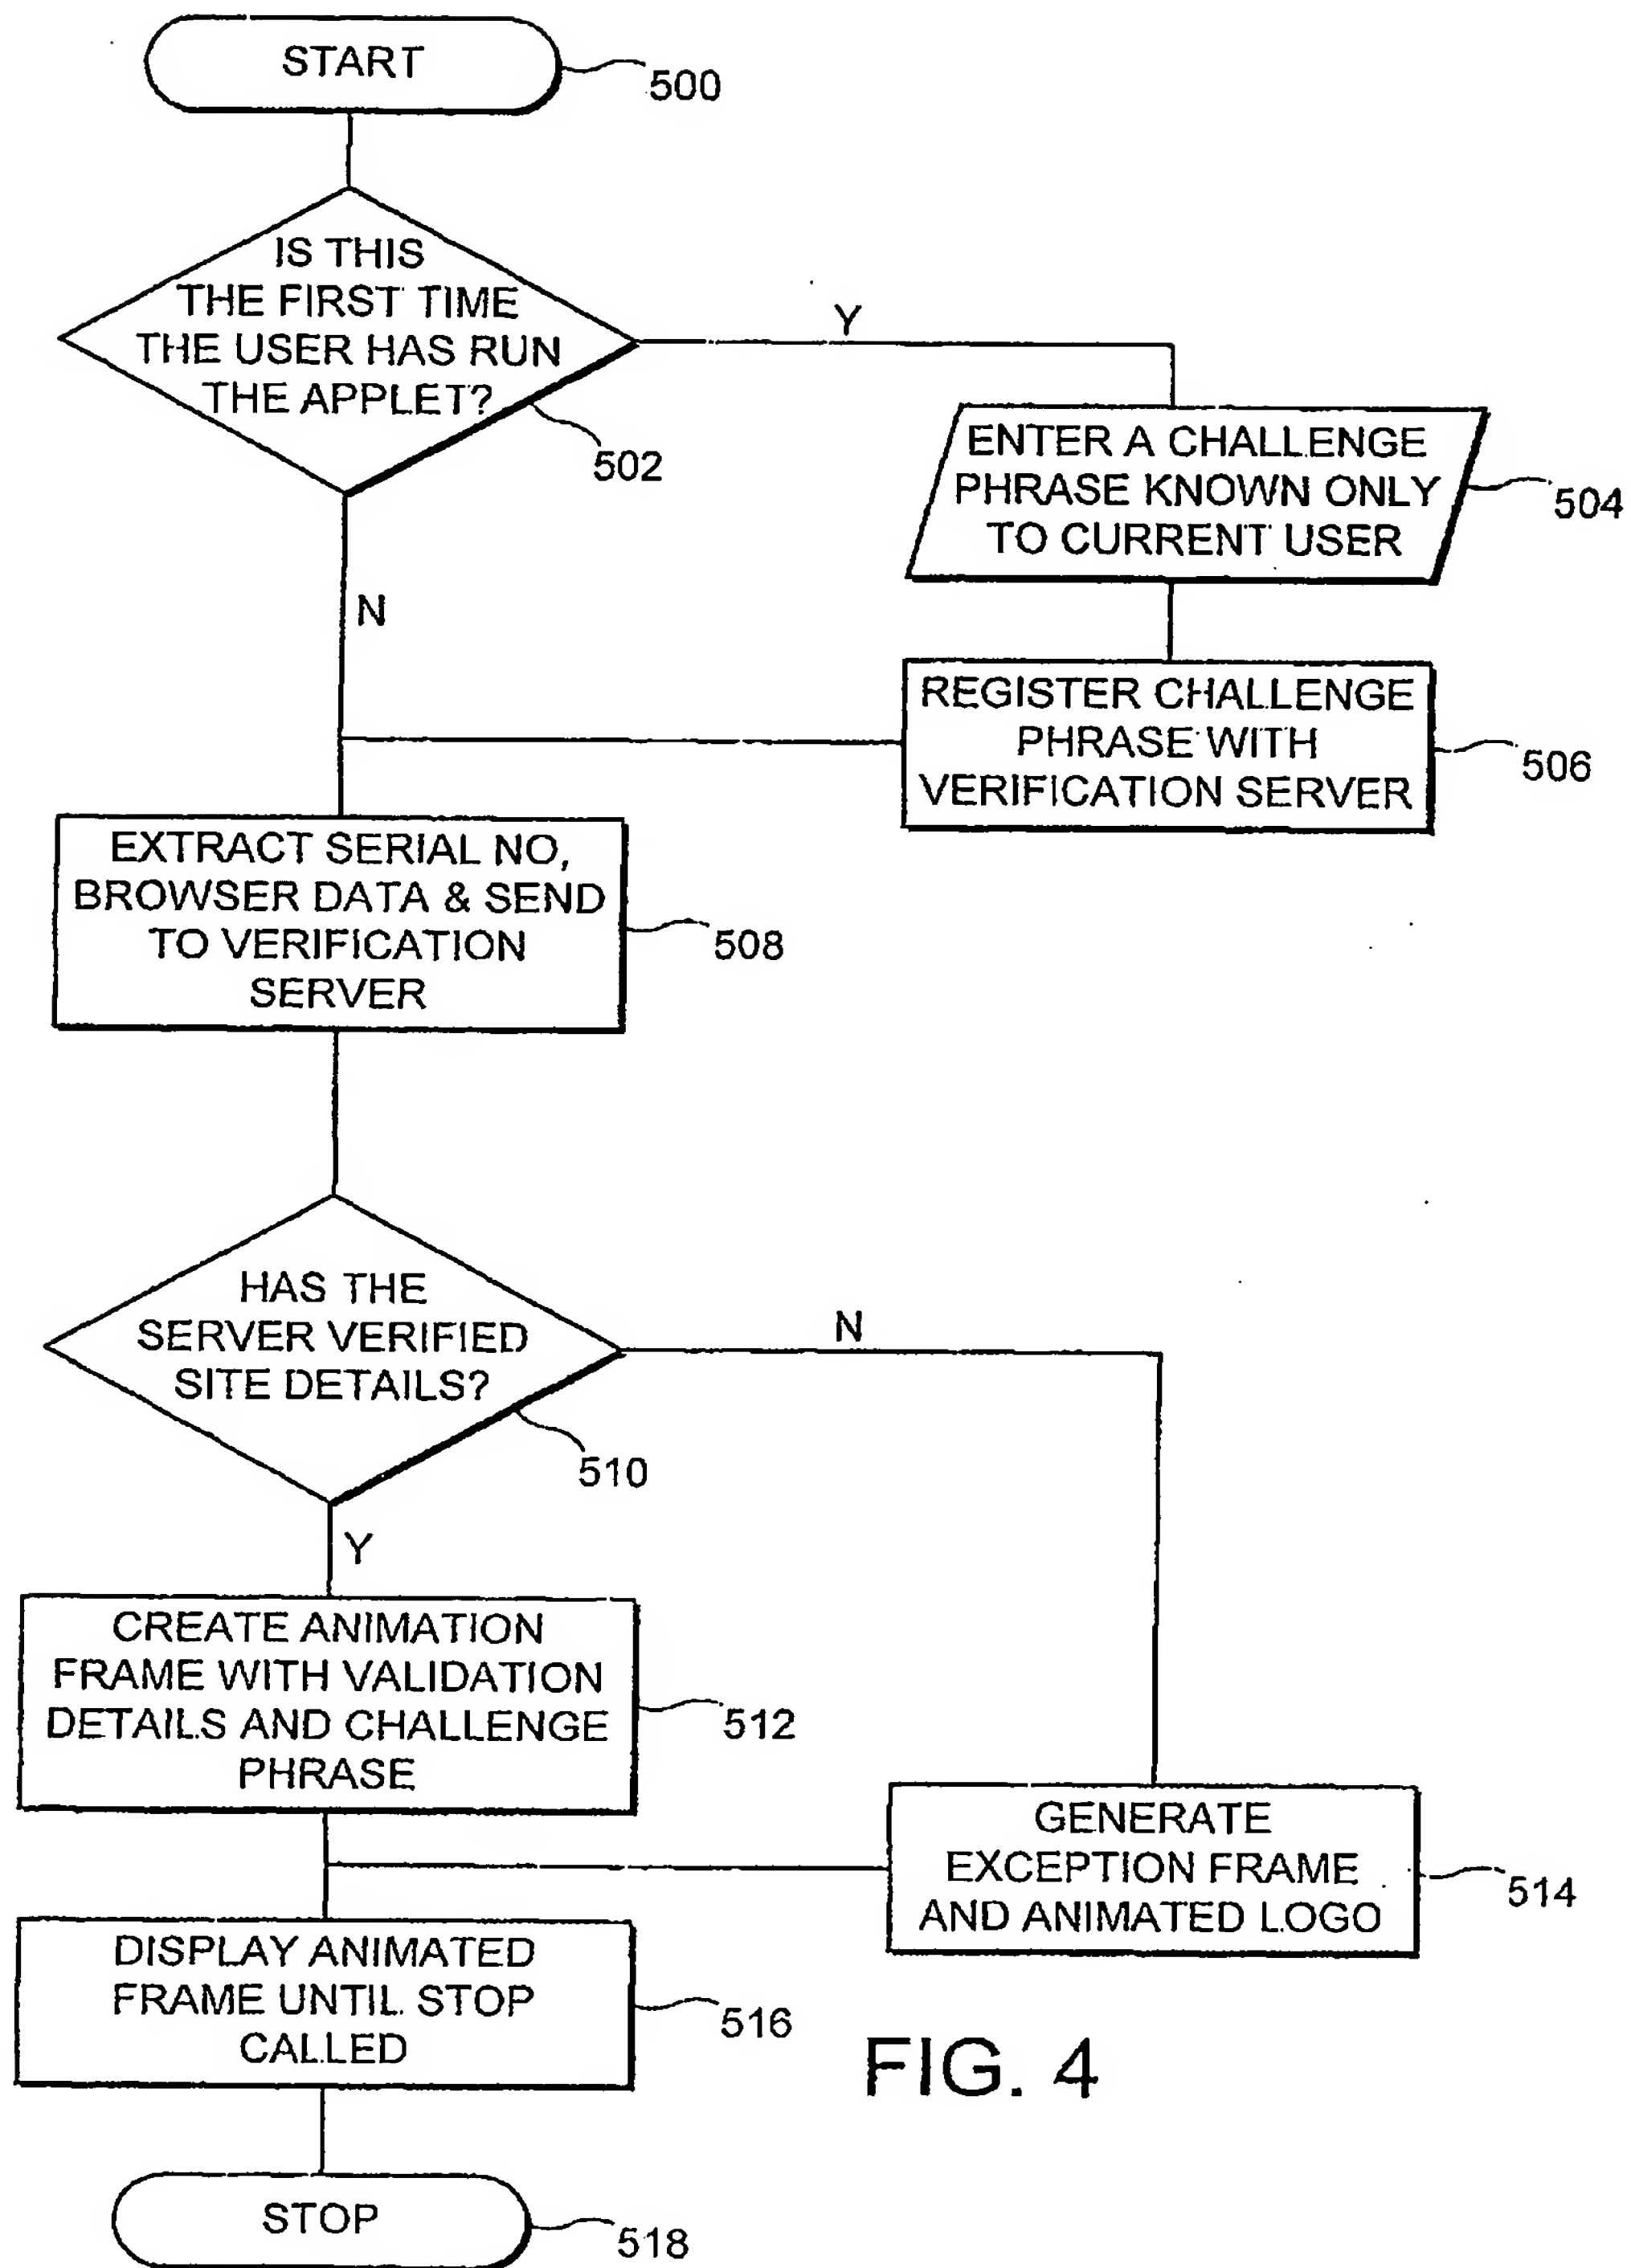 START
500
IS THIS
THE FIRST TIME
THE USER HAS RUN
THE APPLET?
502
Y
N
ENTER A CHALLENGE
PHRASE KNOWN ONLY
TO CURRENT USER
504
REGISTER CHALLENGE
PHRASE WITH
VERIFICATION SERVER
506
EXTRACT SERIAL NO,
BROWSER DATA & SEND
TO VERIFICATION
SERVER
508
HAS THE
SERVER VERIFIED
SITE DETAILS?
510
N
Y
CREATE ANIMATION
FRAME WITH VALIDATION
DETAILS AND CHALLENGE
PHRASE
512
GENERATE
EXCEPTION FRAME
AND ANIMATED LOGO
514
DISPLAY ANIMATED
FRAME UNTIL STOP
CALLED
516
FIG. 4
STOP
518